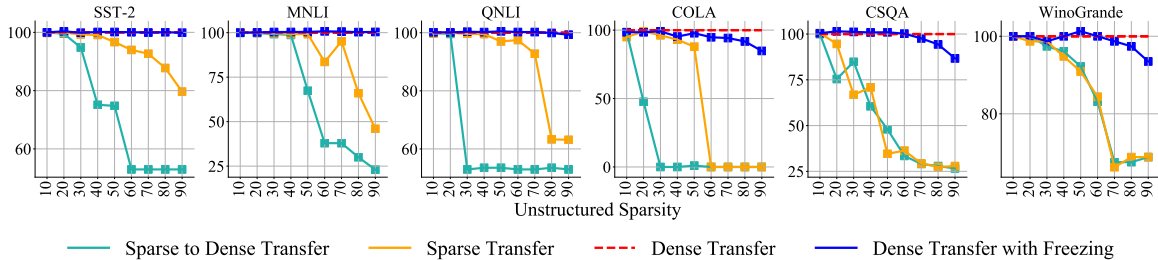 SST-2 MNLI QNLI COLA CSQA WinoGrande
100 80 60
100 75 50 25
100 80 60
100 50 0
100 75 50 25
100 80
10 20 30 40 50 60 70 80 90
10 20 30 40 50 60 70 80 90
10 20 30 40 50 60 70 80 90
10 20 30 40 50 60 70 80 90
10 20 30 40 50 60 70 80 90
10 20 30 40 50 60 70 80 90
Unstructured Sparsity
Sparse to Dense Transfer Sparse Transfer Dense Transfer Dense Transfer with Freezing